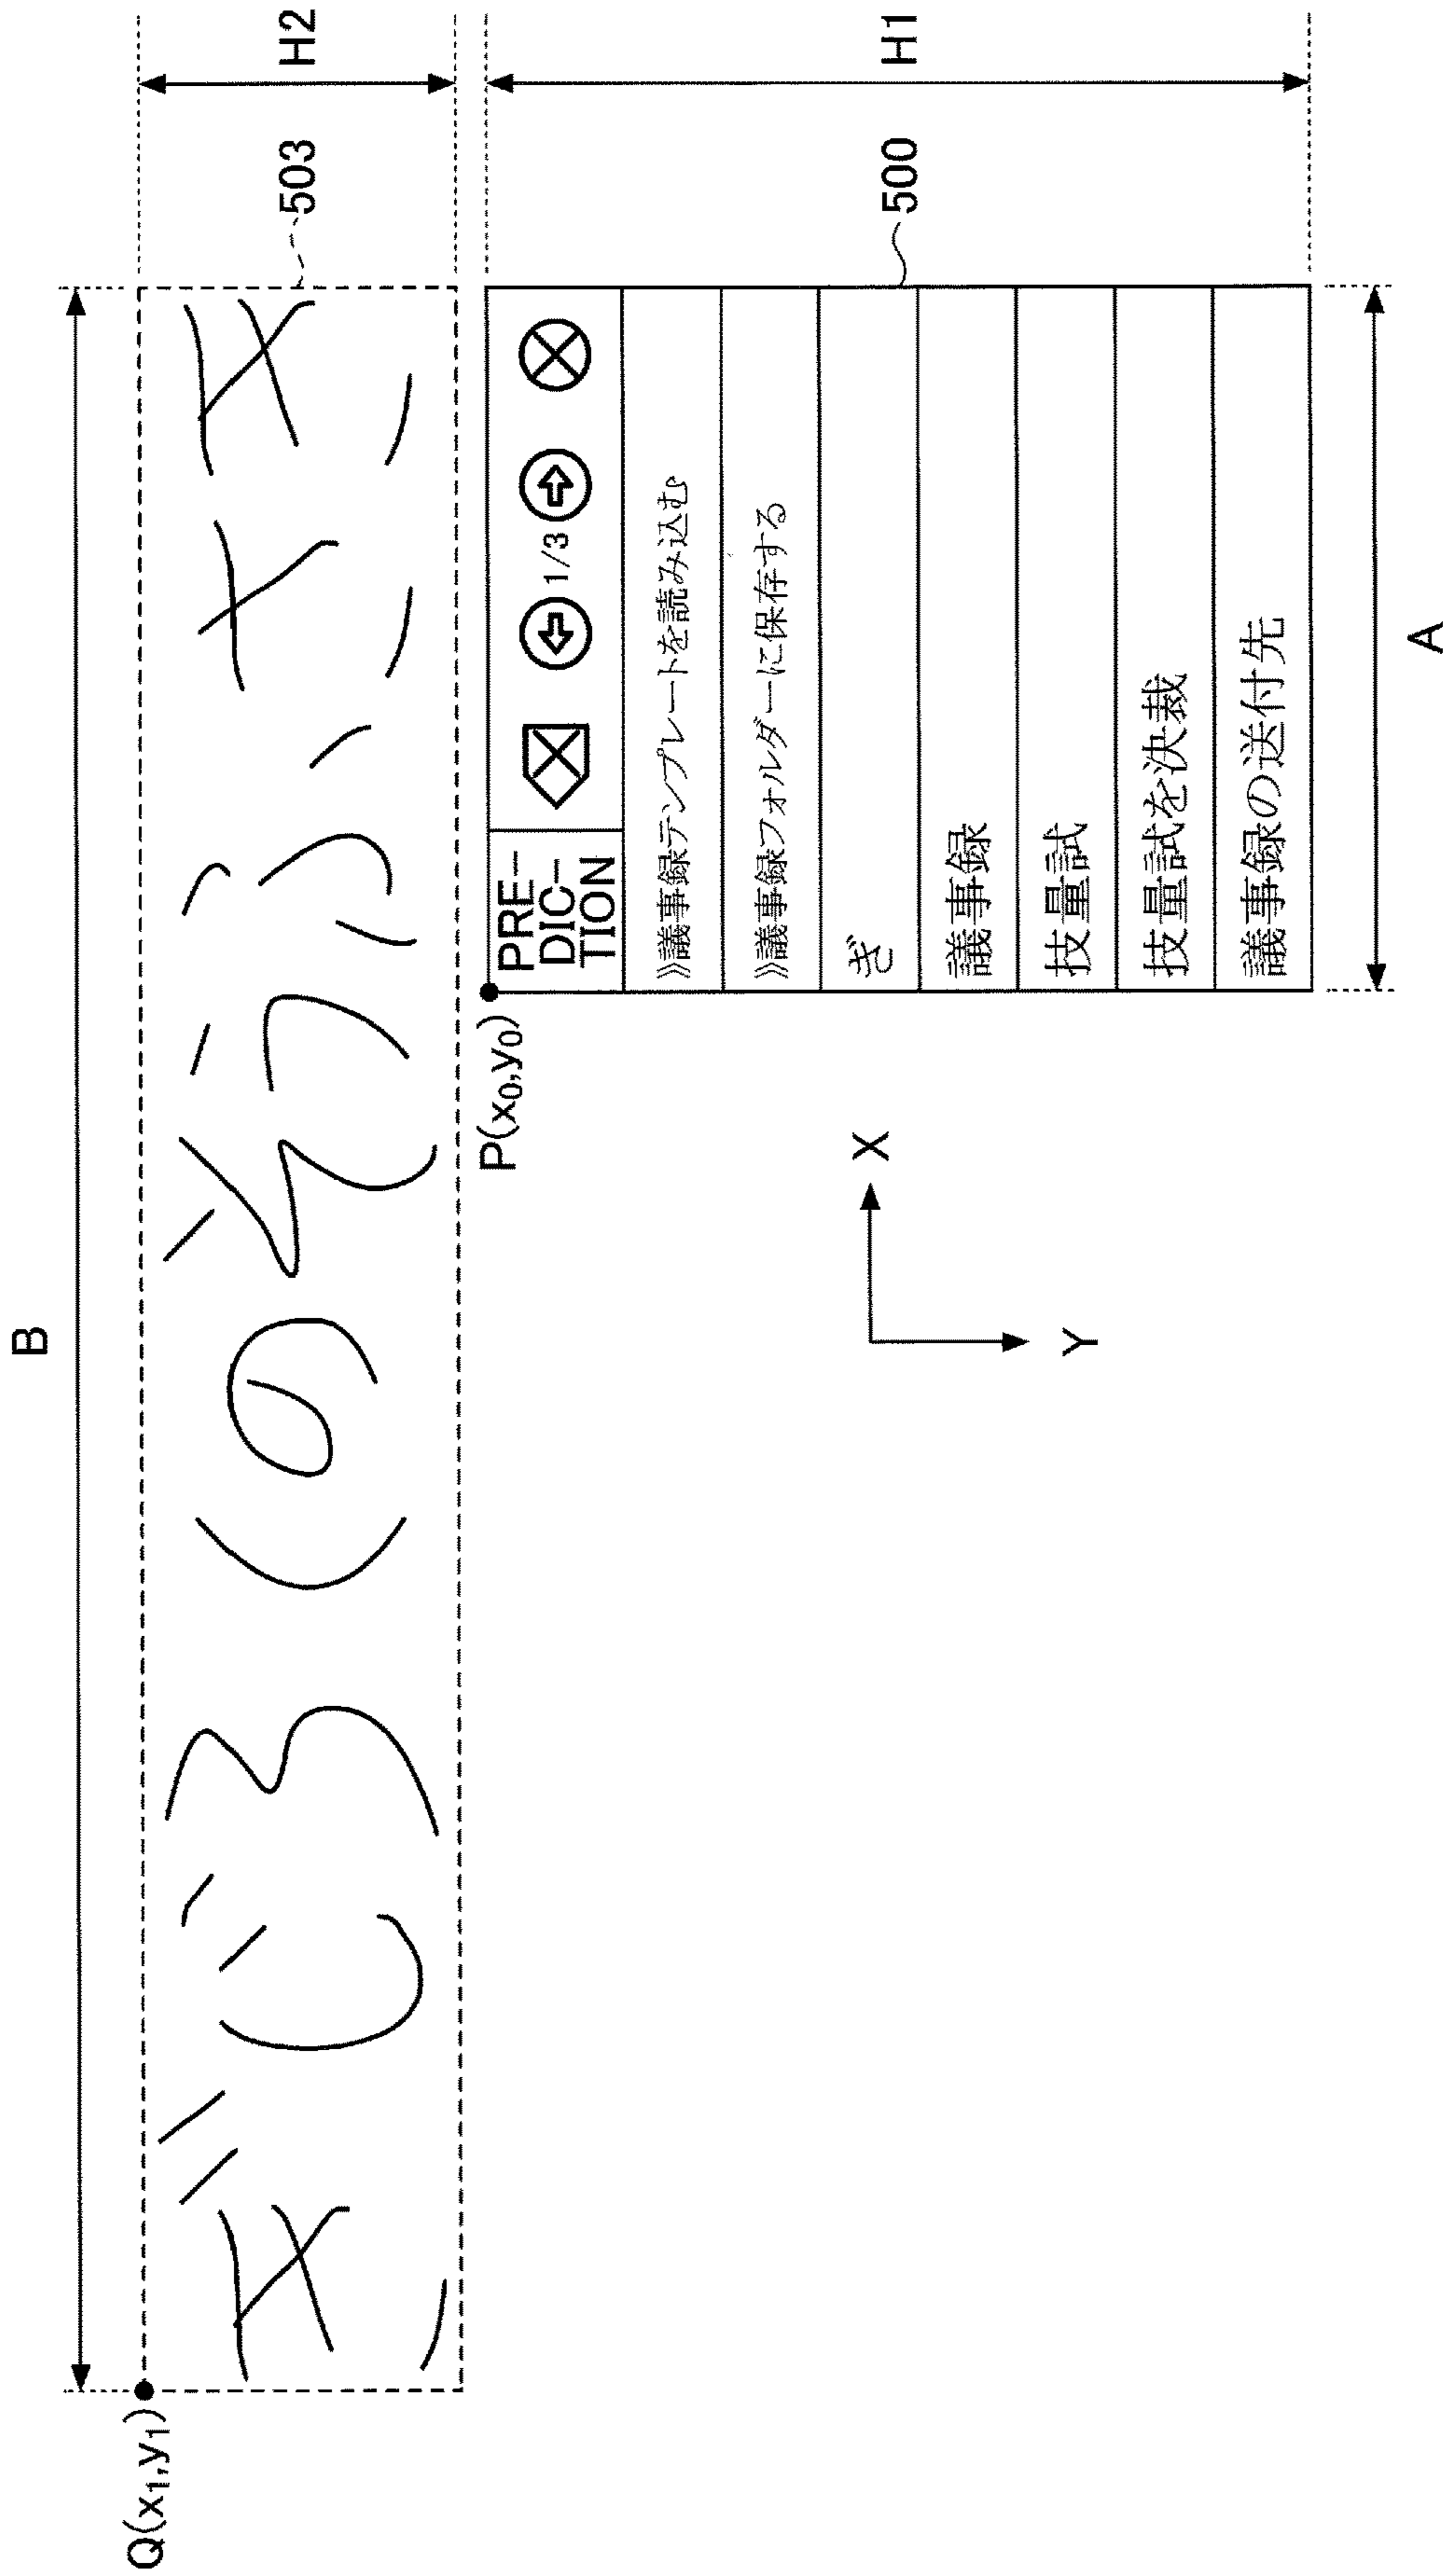 B
Q(x₁,y₁)
ぎじろくのそうふさき
503
H2
P(x₀,y₀)
PRE-
DIC-
TION
1/3
》議事録テンプレートを読み込む
》議事録フォルダーに保存する
ぎ
議事録
技量試
技量試を決裁
議事録の送付先
500
H1
X
Y
A